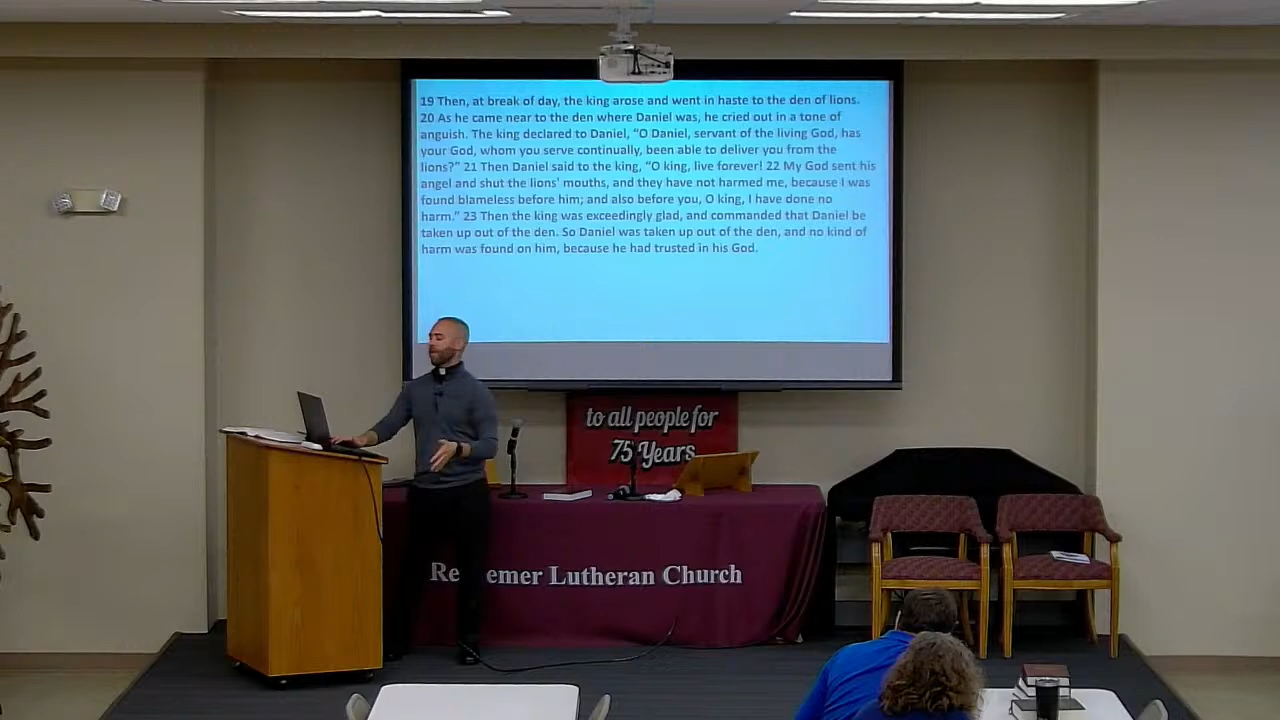 19 Then, at break of day, the king arose and went in haste to the den of lions.
20 As he came near to the den where Daniel was, he cried out in a tone of
anguish. The king declared to Daniel, “O Daniel, servant of the living God, has
your God, whom you serve continually, been able to deliver you from the
lions?” 21 Then Daniel said to the king, “O king, live forever! 22 My God sent his
angel and shut the lions' mouths, and they have not harmed me, because I was
found blameless before him; and also before you, O king, I have done no
harm.” 23 Then the king was exceedingly glad, and commanded that Daniel be
taken up out of the den. So Daniel was taken up out of the den, and no kind of
harm was found on him, because he had trusted in his God.
to all people for
75 Years
Re emer Lutheran Church